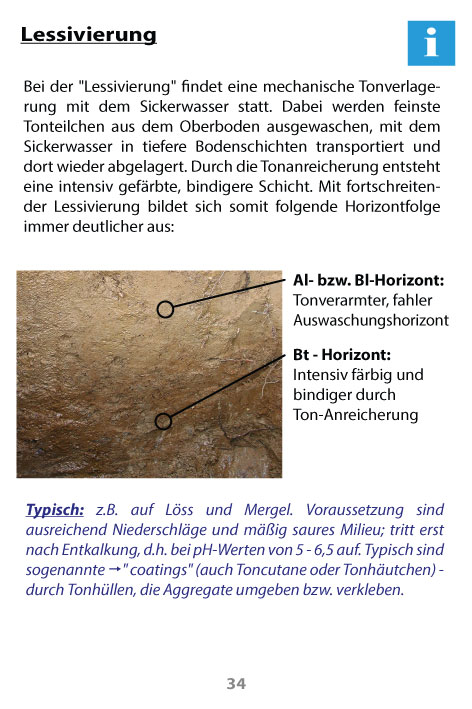 Lessivierung
i
Bei der "Lessivierung" findet eine mechanische Tonverlage-
rung mit dem Sickerwasser statt. Dabei werden feinste
Tonteilchen aus dem Oberboden ausgewaschen, mit dem
Sickerwasser in tiefere Bodenschichten transportiert und
dort wieder abgelagert. Durch die Tonanreicherung entsteht
eine intensiv gefärbte, bindigere Schicht. Mit fortschreiten-
der Lessivierung bildet sich somit folgende Horizontfolge
immer deutlicher aus:
Al- bzw. Bl-Horizont:
Tonverarmter, fahler
Auswaschungshorizont
Bt - Horizont:
Intensiv färbig und
bindiger durch
Ton-Anreicherung
Typisch: z.B. auf Löss und Mergel. Voraussetzung sind
ausreichend Niederschläge und mäßig saures Milieu; tritt erst
nach Entkalkung, d.h. bei pH-Werten von 5 - 6,5 auf. Typisch sind
sogenannte →" coatings" (auch Toncutane oder Tonhäutchen) -
durch Tonhüllen, die Aggregate umgeben bzw. verkleben.
34